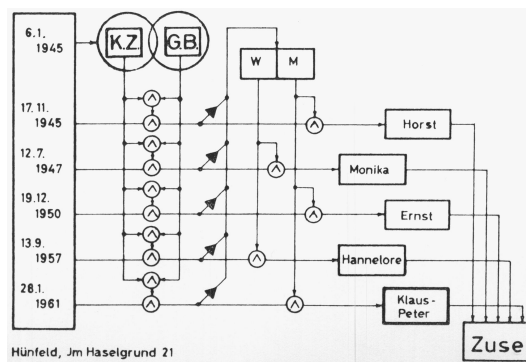 6.1.
1945
K.Z. G.B.
W M
17.11.
1945
Horst
12.7.
1947
Monika
19.12.
1950
Ernst
13.9.
1957
Hannelore
28.1.
1961
Klaus-
Peter
Hünfeld, Jm Haselgrund 21
Zuse